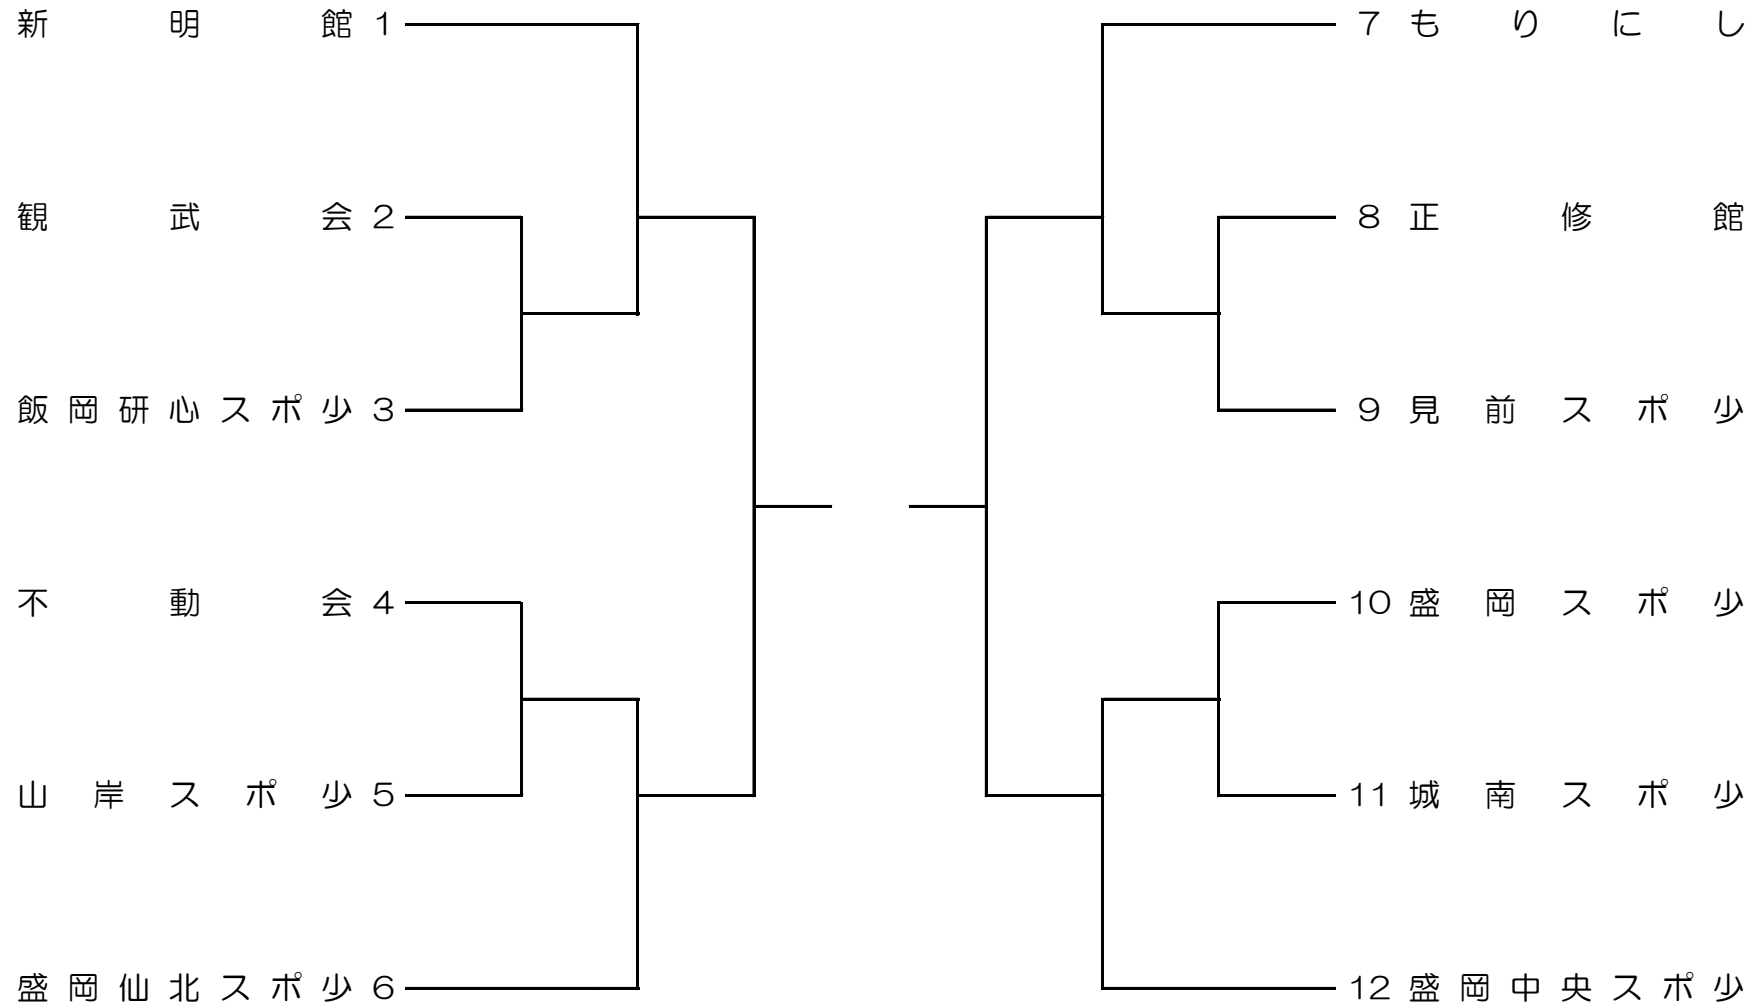 新明館 1
観武会 2
飯岡研心スポ少 3
不動会 4
山岸スポ少 5
盛岡仙北スポ少 6
7 もりにし
8 正修館
9 見前スポ少
10 盛岡スポ少
11 城南スポ少
12 盛岡中央スポ少